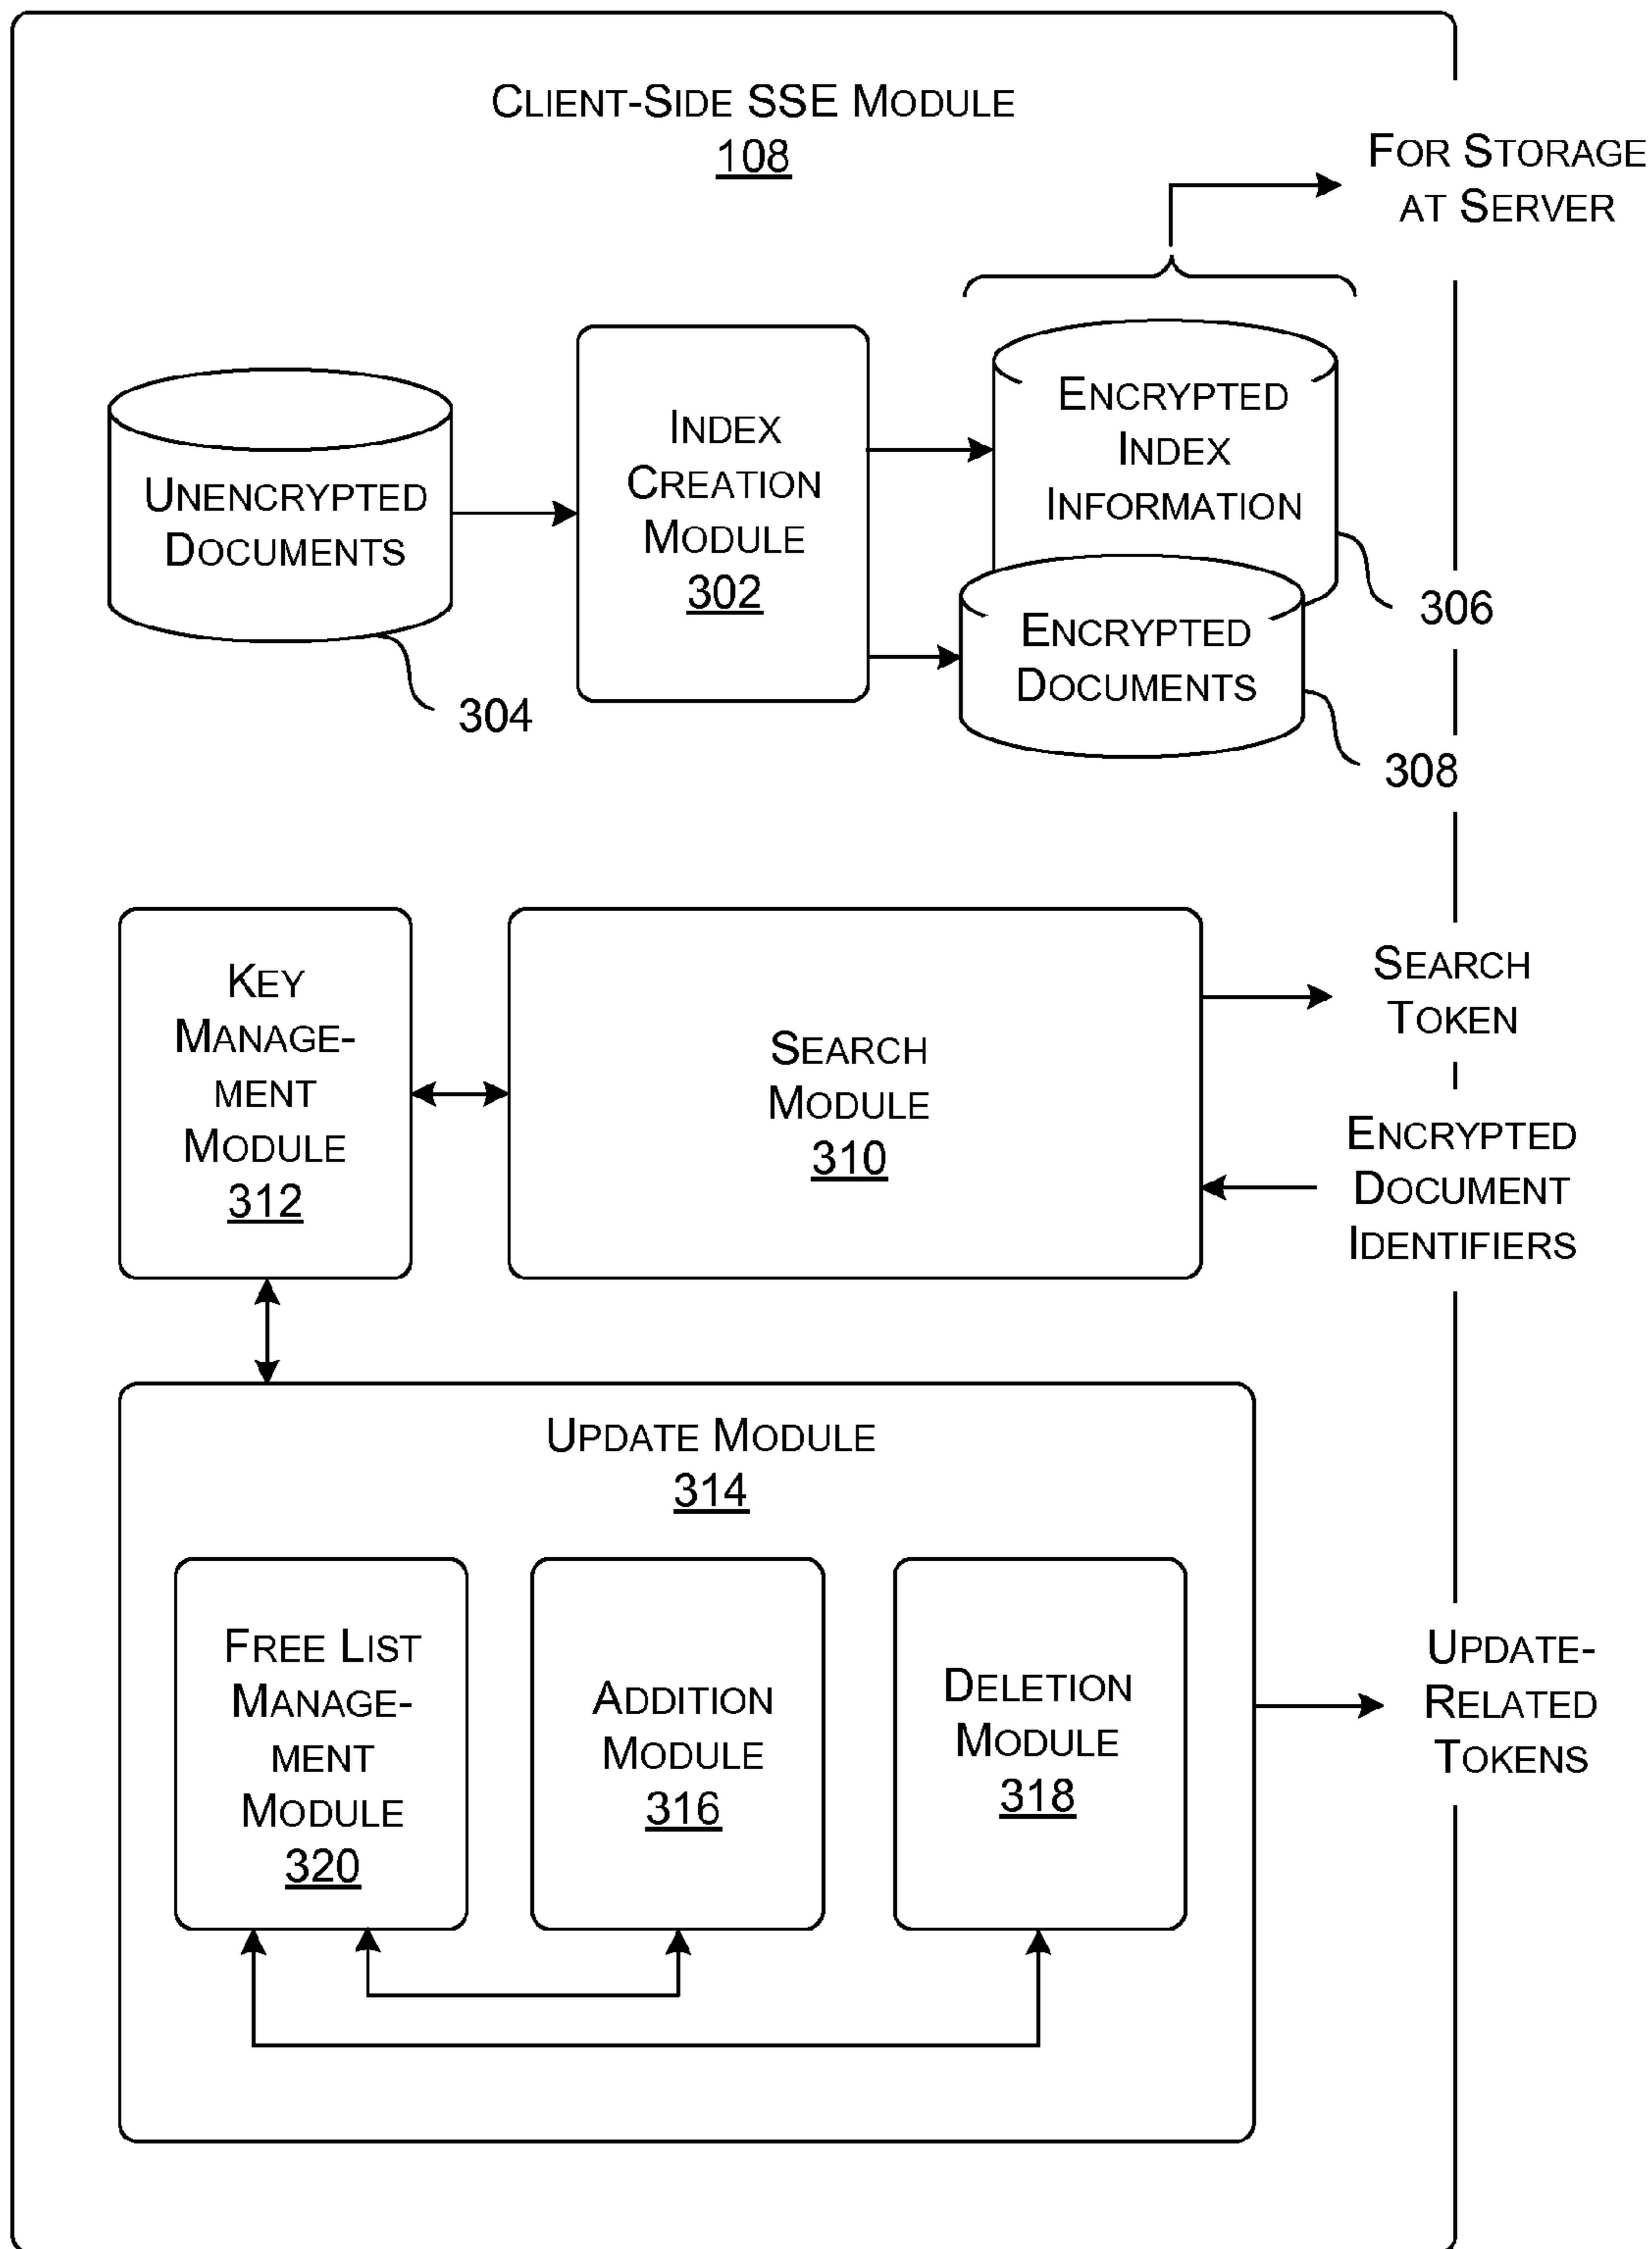 CLIENT-SIDE SSE MODULE
108
FOR STORAGE
AT SERVER
UNENCRYPTED
DOCUMENTS
304
INDEX
CREATION
MODULE
302
ENCRYPTED
INDEX
INFORMATION
306
ENCRYPTED
DOCUMENTS
308
KEY
MANAGE-
MENT
MODULE
312
SEARCH
MODULE
310
SEARCH
TOKEN
ENCRYPTED
DOCUMENT
IDENTIFIERS
UPDATE MODULE
314
FREE LIST
MANAGE-
MENT
MODULE
320
ADDITION
MODULE
316
DELETION
MODULE
318
UPDATE-
RELATED
TOKENS